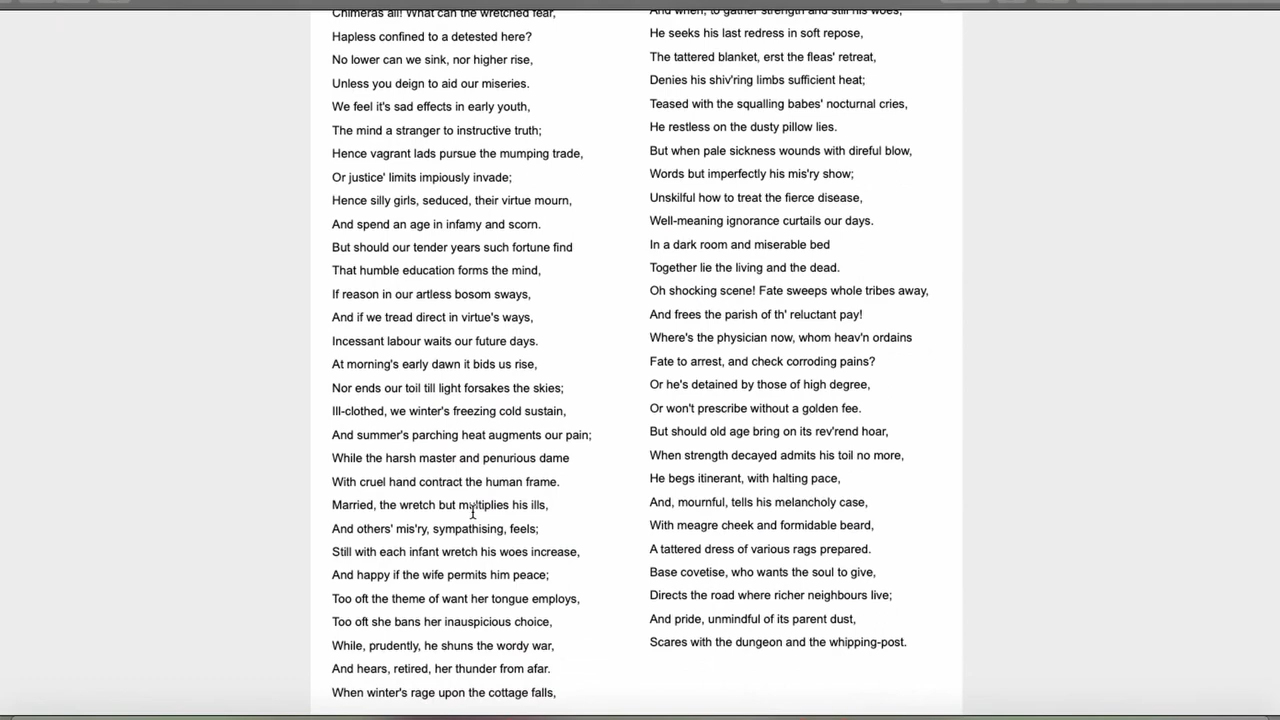 Chimeras all! What can the wretched fear,
Hapless confined to a detested here?
No lower can we sink, nor higher rise,
Unless you deign to aid our miseries.
We feel it's sad effects in early youth,
The mind a stranger to instructive truth;
Hence vagrant lads pursue the mumping trade,
Or justice' limits impiously invade;
Hence silly girls, seduced, their virtue mourn,
And spend an age in infamy and scorn.
But should our tender years such fortune find
That humble education forms the mind,
If reason in our artless bosom sways,
And if we tread direct in virtue's ways,
Incessant labour waits our future days.
At morning's early dawn it bids us rise,
Nor ends our toil till light forsakes the skies;
Ill-clothed, we winter's freezing cold sustain,
And summer's parching heat augments our pain;
While the harsh master and penurious dame
With cruel hand contract the human frame.
Married, the wretch but multiplies his ills,
And others' mis'ry, sympathising, feels;
Still with each infant wretch his woes increase,
And happy if the wife permits him peace;
Too oft the theme of want her tongue employs,
Too oft she bans her inauspicious choice,
While, prudently, he shuns the wordy war,
And hears, retired, her thunder from afar.
When winter's rage upon the cottage falls,
And when, to gather strength and still his woes,
He seeks his last redress in soft repose,
The tattered blanket, erst the fleas' retreat,
Denies his shiv'ring limbs sufficient heat;
Teased with the squalling babes' nocturnal cries,
He restless on the dusty pillow lies.
But when pale sickness wounds with direful blow,
Words but imperfectly his mis'ry show;
Unskilful how to treat the fierce disease,
Well-meaning ignorance curtails our days.
In a dark room and miserable bed
Together lie the living and the dead.
Oh shocking scene! Fate sweeps whole tribes away,
And frees the parish of th' reluctant pay!
Where's the physician now, whom heav'n ordains
Fate to arrest, and check corroding pains?
Or he's detained by those of high degree,
Or won't prescribe without a golden fee.
But should old age bring on its rev'rend hoar,
When strength decayed admits his toil no more,
He begs itinerant, with halting pace,
And, mournful, tells his melancholy case,
With meagre cheek and formidable beard,
A tattered dress of various rags prepared.
Base covetise, who wants the soul to give,
Directs the road where richer neighbours live;
And pride, unmindful of its parent dust,
Scares with the dungeon and the whipping-post.